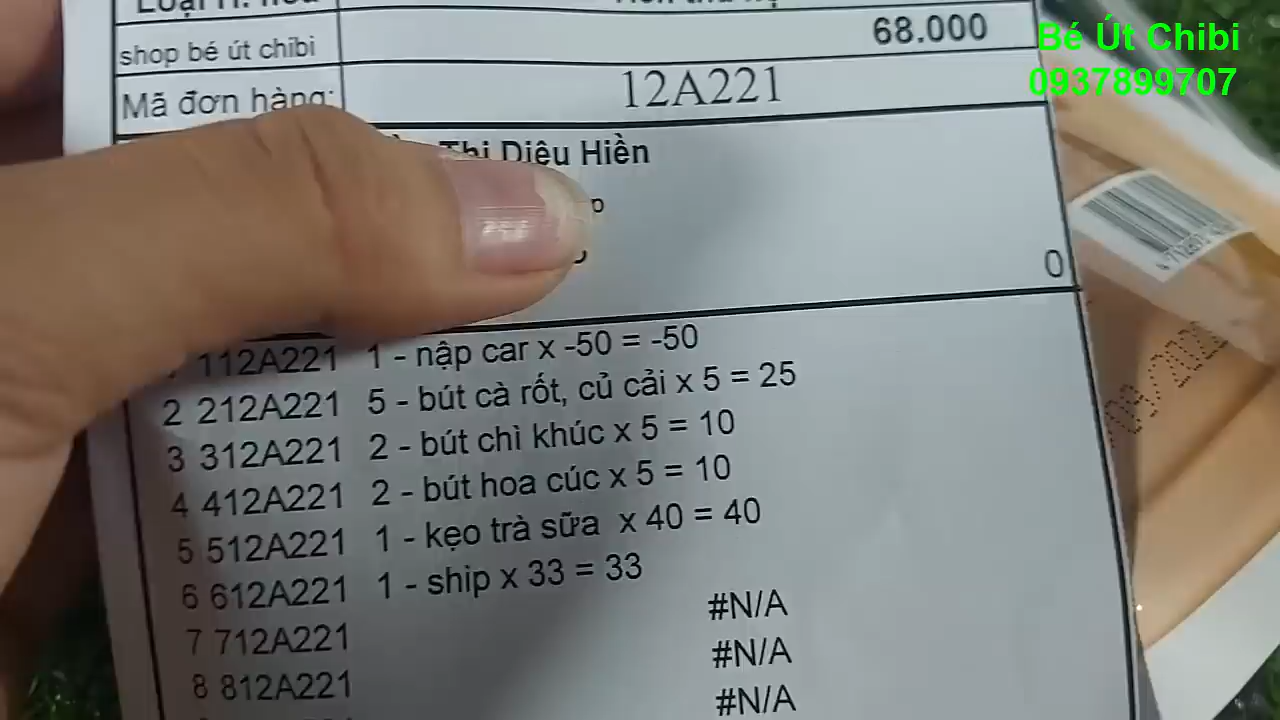 68.000
Bé Út Chibi
0937899707
shop bé út chibi
Mã đơn hàng:
12A221
Thị Diệu Hiền
0
112A221 1 - nập car x -50 = -50
2 212A221 5 - bút cà rốt, củ cải x 5 = 25
3 312A221 2 - bút chì khúc x 5 = 10
4 412A221 2 - bút hoa cúc x 5 = 10
5 512A221 1 - kẹo trà sữa x 40 = 40
6 612A221 1 - ship x 33 = 33
7 712A221 #N/A
8 812A221 #N/A
#N/A